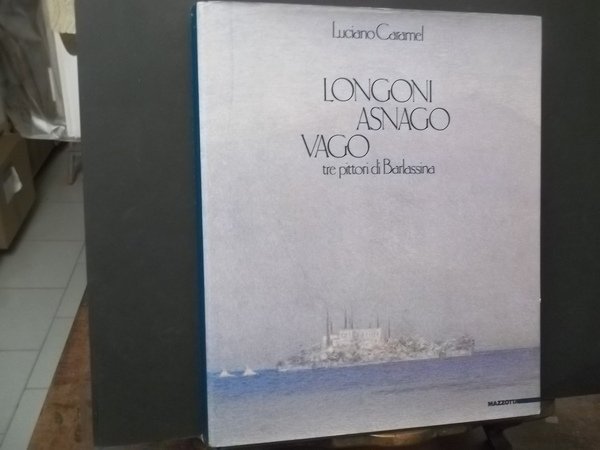 Luciano Caramel
LONGONI
ASNAGO
VAGO
tre pittori di Barlassina
MAZZOTTA